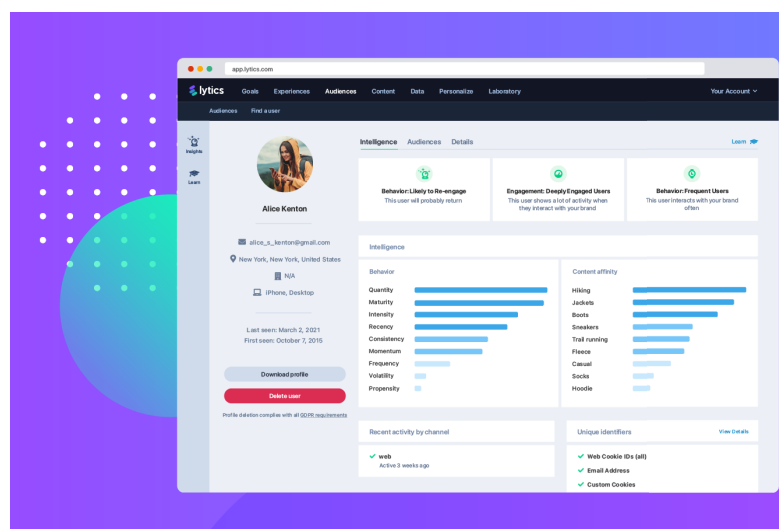 app.lytics.com
lytics Goals Experiences Audiences Content Data Personalize Laboratory Your Account
Audiences Find a user
Insights
Learn
Alice Kenton
alice_s_kenton@gmail.com
New York, New York, United States
N/A
iPhone, Desktop
Last seen: March 2, 2021
First seen: October 7, 2015
Download profile
Delete user
Profile deletion complies with all GDPR requirements
Intelligence Audiences Details Learn
Behavior: Likely to Re-engage
This user will probably return
Engagement: Deeply Engaged Users
This user shows a lot of activity when
they interact with your brand
Behavior: Frequent Users
This user interacts with your brand
often
Intelligence
Behavior
Quantity
Maturity
Intensity
Recency
Consistency
Momentum
Frequency
Volatility
Propensity
Content affinity
Hiking
Jackets
Boots
Sneakers
Trail running
Fleece
Casual
Socks
Hoodie
Recent activity by channel
web
Active 3 weeks ago
Unique identifiers View Details
Web Cookie IDs (all)
Email Address
Custom Cookies